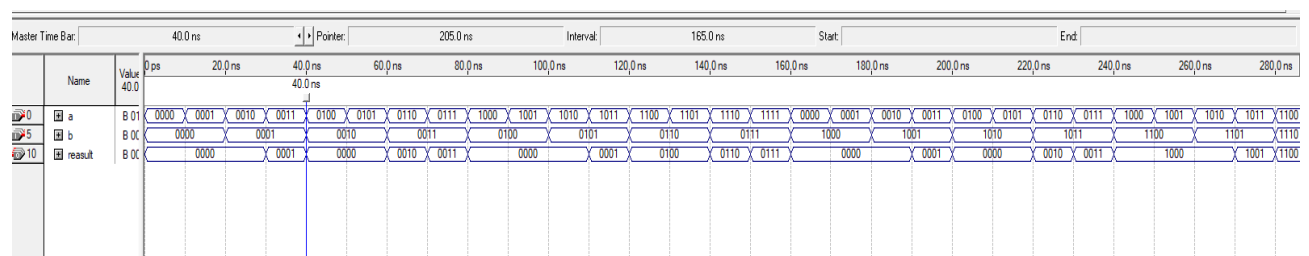 Master Time Bar: 40.0 ns Pointer: 205.0 ns Interval: 165.0 ns Start: End:
Name Value 40.0 0 ps 20.0 ns 40.0 ns 60.0 ns 80.0 ns 100.0 ns 120.0 ns 140.0 ns 160.0 ns 180.0 ns 200.0 ns 220.0 ns 240.0 ns 260.0 ns 280.0 ns
40.0 ns
0 a B 01 0000 0001 0010 0011 0100 0101 0110 0111 1000 1001 1010 1011 1100 1101 1110 1111 0000 0001 0010 0011 0100 0101 0110 0111 1000 1001 1010 1011 1100
5 b B 00 0000 0001 0010 0011 0100 0101 0110 0111 1000 1001 1010 1011 1100 1101 1110
10 reasult B 00 0000 0001 0000 0010 0011 0000 0001 0100 0110 0111 0000 0001 0000 0010 0011 1000 1001 1100